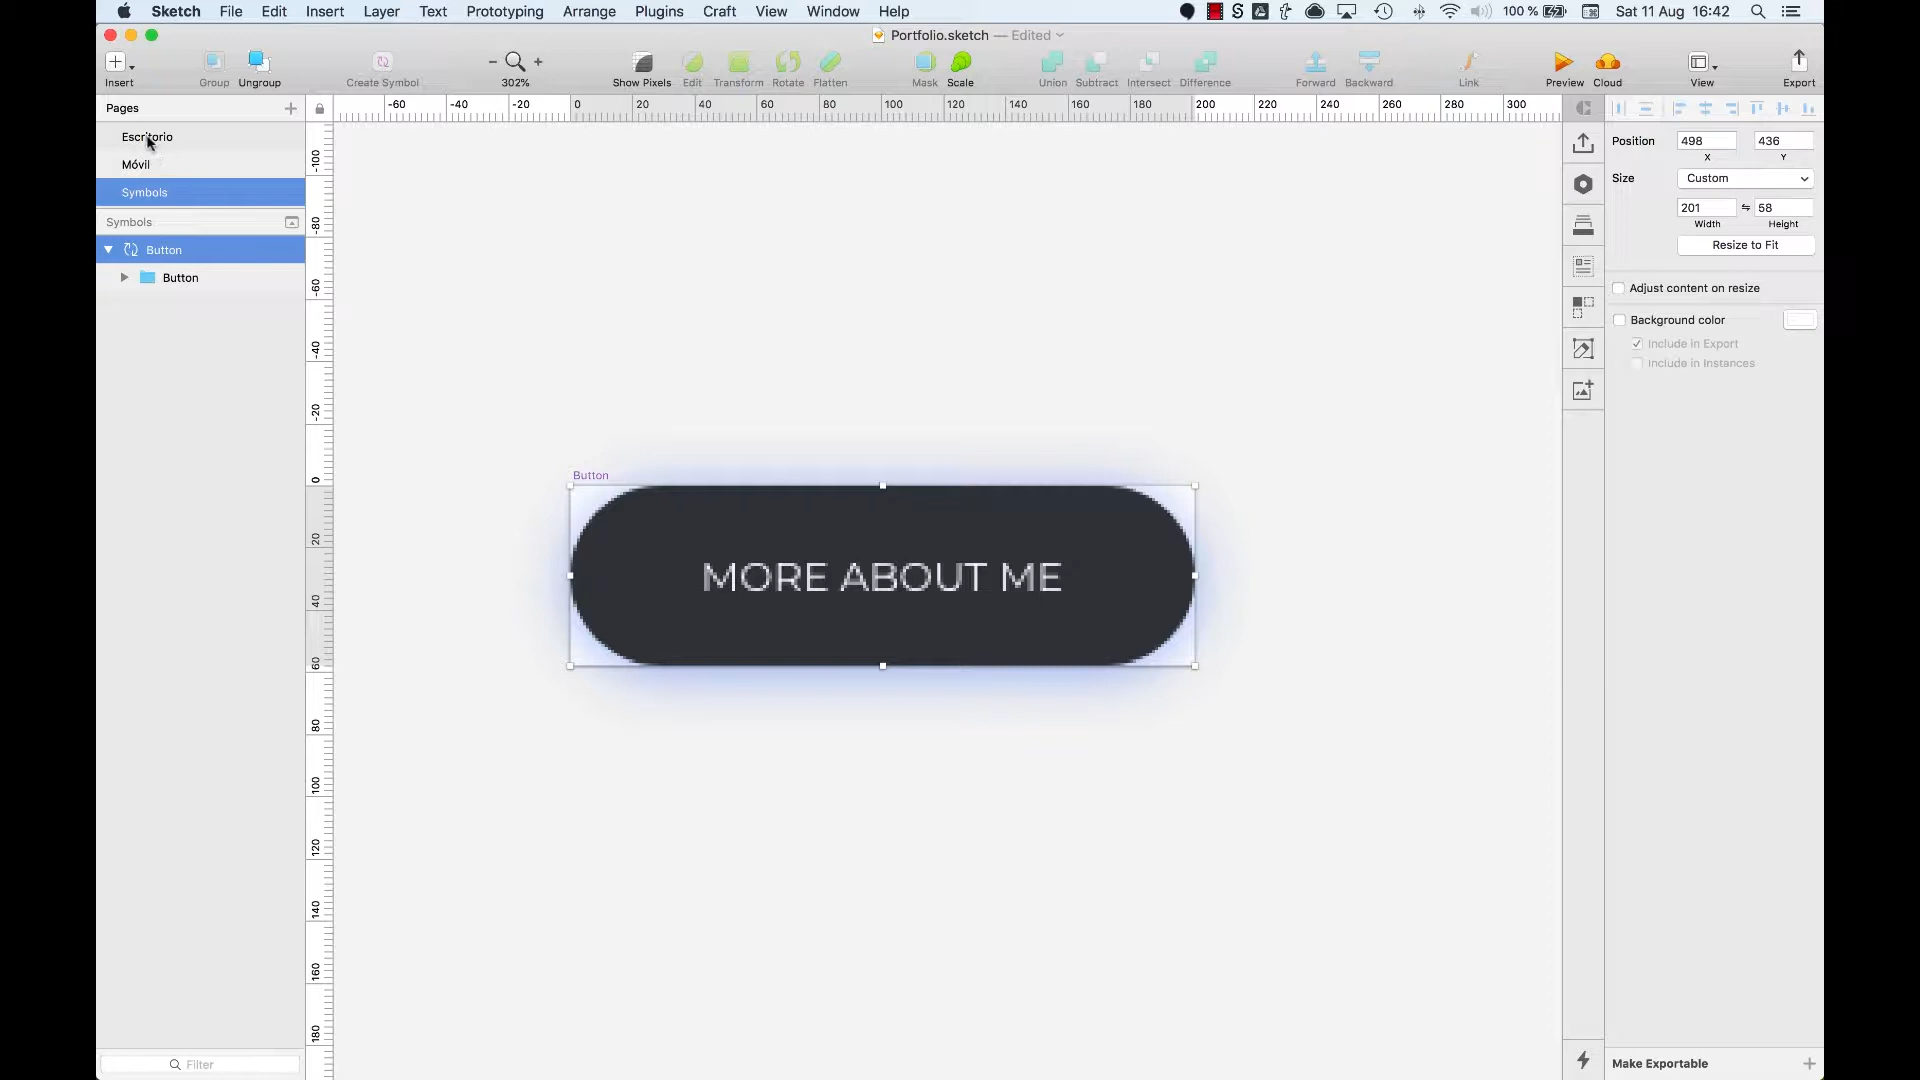 Sketch File Edit Insert Layer Text Prototyping Arrange Plugins Craft View Window Help 100 % Sat 11 Aug 16:42
Portfolio.sketch — Edited
Insert Group Ungroup Create Symbol 302% Show Pixels Edit Transform Rotate Flatten Mask Scale Union Subtract Intersect Difference Forward Backward Link Preview Cloud View Export
Pages
-60 -40 -20 0 20 40 60 80 100 120 140 160 180 200 220 240 260 280 300
Escritorio
Móvil
Symbols
Symbols
Button
Button
-100
-80
-60
-40
-20
0
20
40
60
80
100
120
140
160
180
Button
MORE ABOUT ME
Position 498 436
X Y
Size Custom
201 58
Width Height
Resize to Fit
Adjust content on resize
Background color
Include in Export
Include in Instances
Filter
Make Exportable